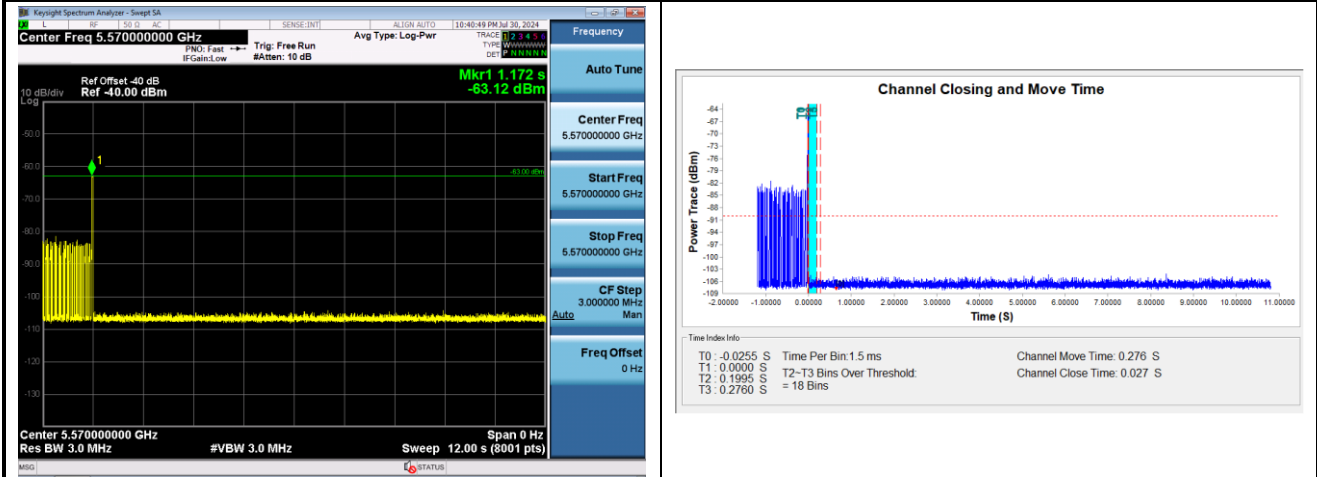 Keysight Spectrum Analyzer - Swept SA
L RF 50 Ω AC SENSE:INT ALIGN AUTO 10:40:49 PM Jul 30, 2024
Center Freq 5.570000000 GHz
PNO: Fast
IFGain:Low
Trig: Free Run
#Atten: 10 dB
Avg Type: Log-Pwr
TRACE 1 2 3 4 5 6
TYPE WWWWWW
DET P N N N N N
Ref Offset -40 dB
10 dB/div Ref -40.00 dBm
Log
Mkr1 1.172 s
-63.12 dBm
-50.0
-60.0
-70.0
-80.0
-90.0
-100
-110
-120
-130
1
-63.00 dBm
Center 5.570000000 GHz Span 0 Hz
Res BW 3.0 MHz #VBW 3.0 MHz Sweep 12.00 s (8001 pts)
MSG STATUS
Frequency
Auto Tune
Center Freq
5.570000000 GHz
Start Freq
5.570000000 GHz
Stop Freq
5.570000000 GHz
CF Step
3.000000 MHz
Auto Man
Freq Offset
0 Hz
Channel Closing and Move Time
Power Trace (dBm)
-64
-67
-70
-73
-76
-79
-82
-85
-88
-91
-94
-97
-100
-103
-106
-109
-2.00000 -1.00000 0.00000 1.00000 2.00000 3.00000 4.00000 5.00000 6.00000 7.00000 8.00000 9.00000 10.00000 11.00000
Time (S)
Time Index Info
T0 : -0.0255 S
T1 : 0.0000 S
T2 : 0.1995 S
T3 : 0.2760 S
Time Per Bin:1.5 ms
T2~T3 Bins Over Threshold:
= 18 Bins
Channel Move Time: 0.276 S
Channel Close Time: 0.027 S